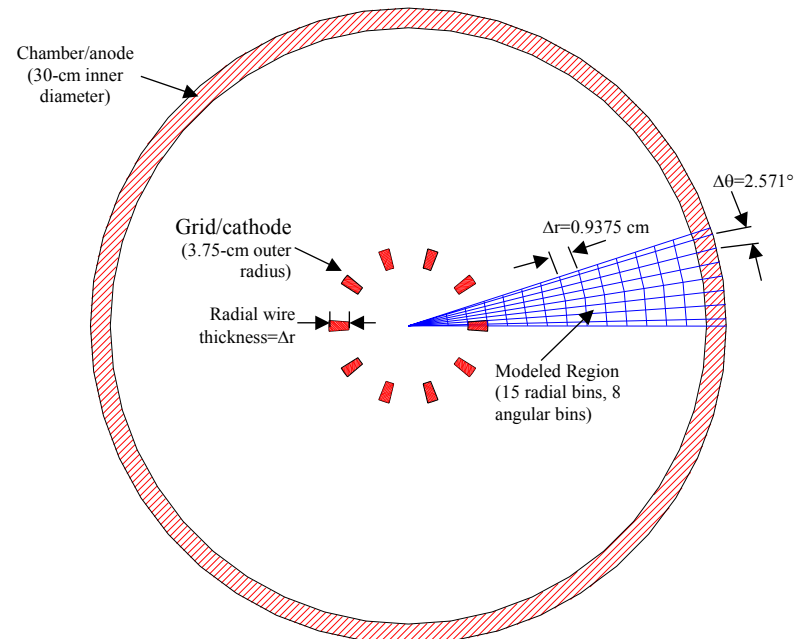 Chamber/anode
(30-cm inner
diameter)
Δθ=2.571°
Grid/cathode
(3.75-cm outer
radius)
Δr=0.9375 cm
Radial wire
thickness=Δr
Modeled Region
(15 radial bins, 8
angular bins)